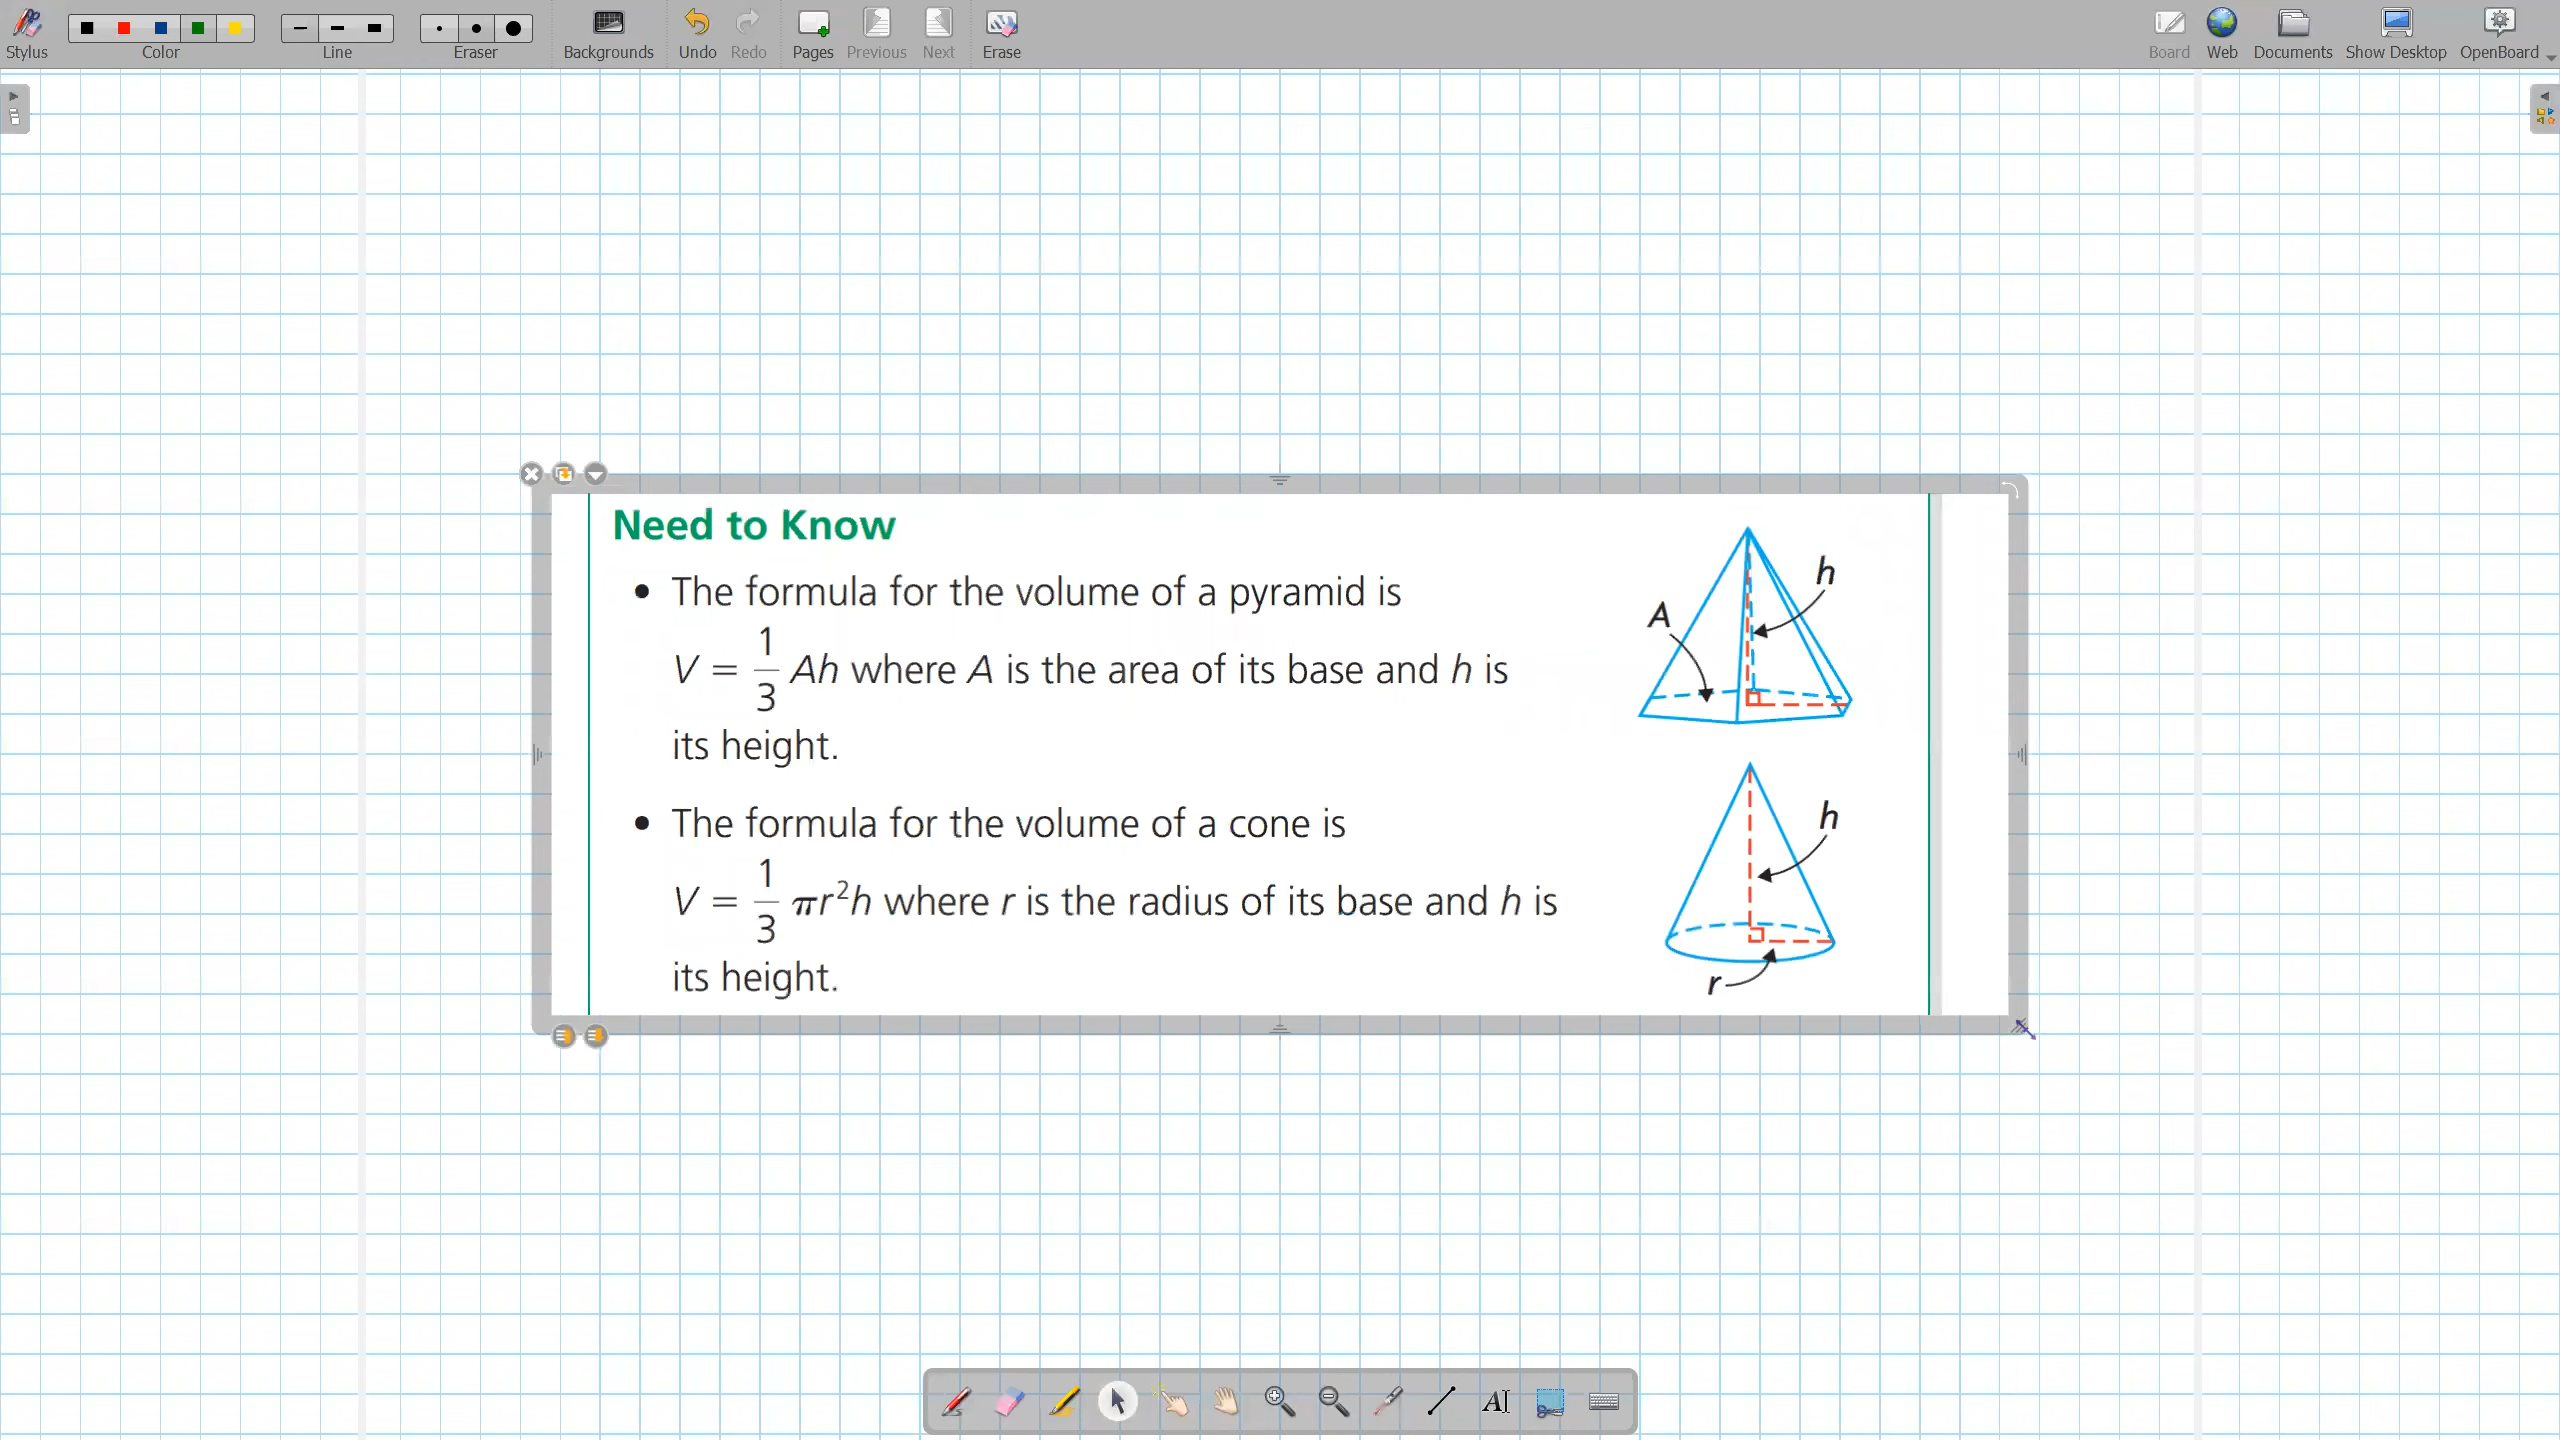 Stylus Color Line Eraser Backgrounds Undo Redo Pages Previous Next Erase Board Web Documents Show Desktop OpenBoard
Need to Know
• The formula for the volume of a pyramid is
V = 1/3 Ah where A is the area of its base and h is
its height.
A
h
• The formula for the volume of a cone is
V = 1/3 πr²h where r is the radius of its base and h is
its height.
h
r